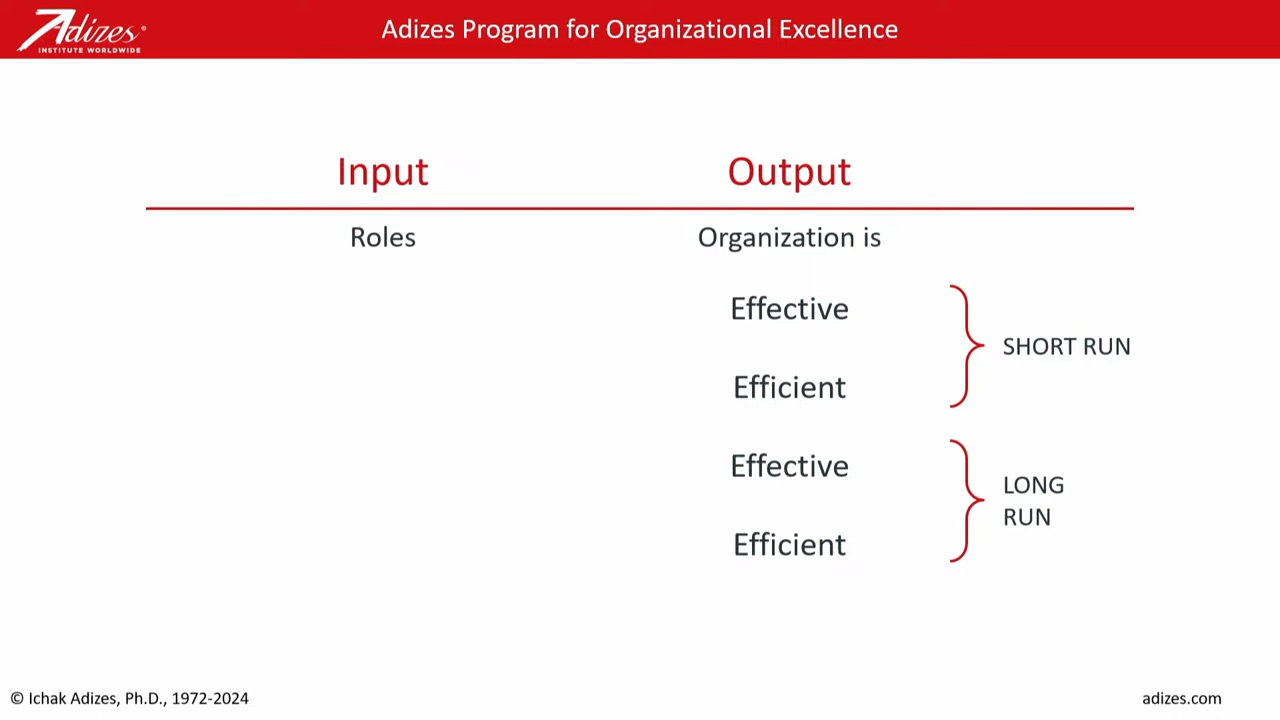 Adizes®
INSTITUTE WORLDWIDE
Adizes Program for Organizational Excellence
Input
Output
Roles
Organization is
Effective
SHORT RUN
Efficient
Effective
LONG
RUN
Efficient
© Ichak Adizes, Ph.D., 1972-2024
adizes.com